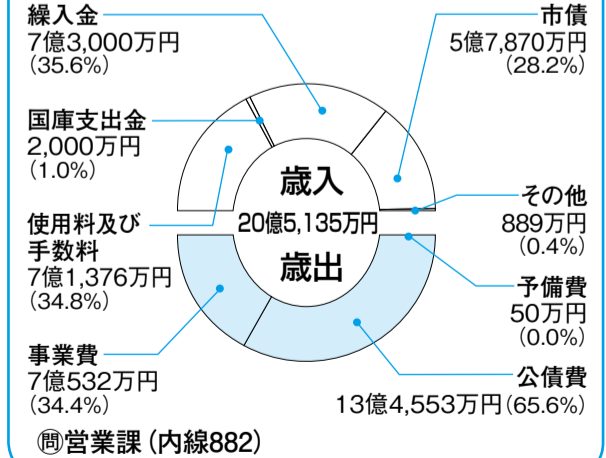 繰入金
7億3,000万円
(35.6%)
市債
5億7,870万円
(28.2%)
国庫支出金
2,000万円
(1.0%)
使用料及び
手数料
7億1,376万円
(34.8%)
歳入
20億5,135万円
歳出
その他
889万円
(0.4%)
予備費
50万円
(0.0%)
事業費
7億532万円
(34.4%)
公債費
13億4,553万円(65.6%)
㉄営業課(内線882)